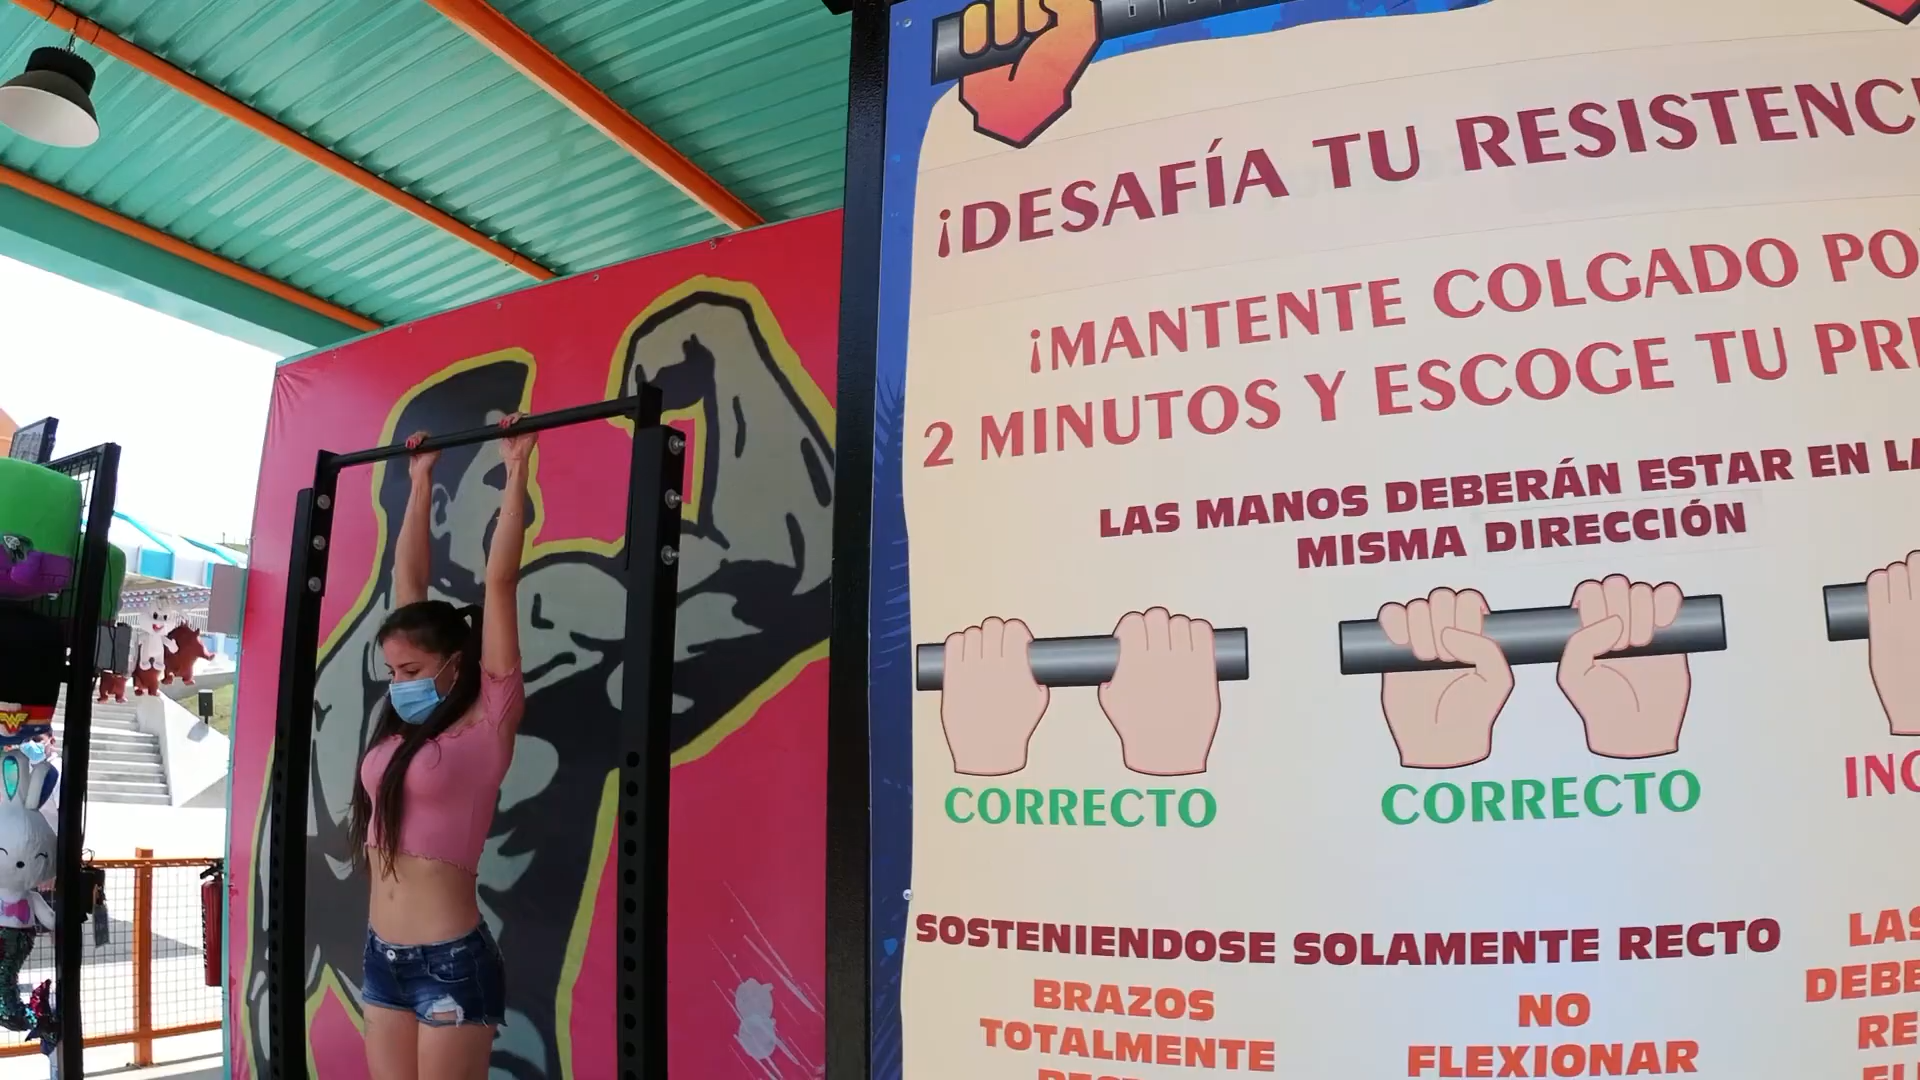 ¡DESAFÍA TU RESISTENC
¡MANTENTE COLGADO PO
2 MINUTOS Y ESCOGE TU PR
LAS MANOS DEBERÁN ESTAR EN LA
MISMA DIRECCIÓN
CORRECTO
CORRECTO
INC
SOSTENIENDOSE SOLAMENTE RECTO
BRAZOS
TOTALMENTE
NO
FLEXIONAR
LAS
DEBE
RE